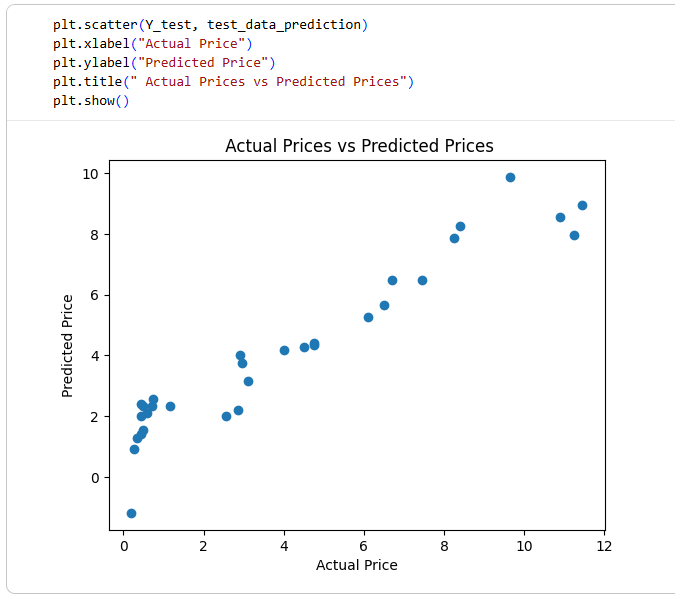 plt.scatter(Y_test, test_data_prediction)
plt.xlabel("Actual Price")
plt.ylabel("Predicted Price")
plt.title(" Actual Prices vs Predicted Prices")
plt.show()
Actual Prices vs Predicted Prices
10
8
6
4
2
0
Predicted Price
0 2 4 6 8 10 12
Actual Price